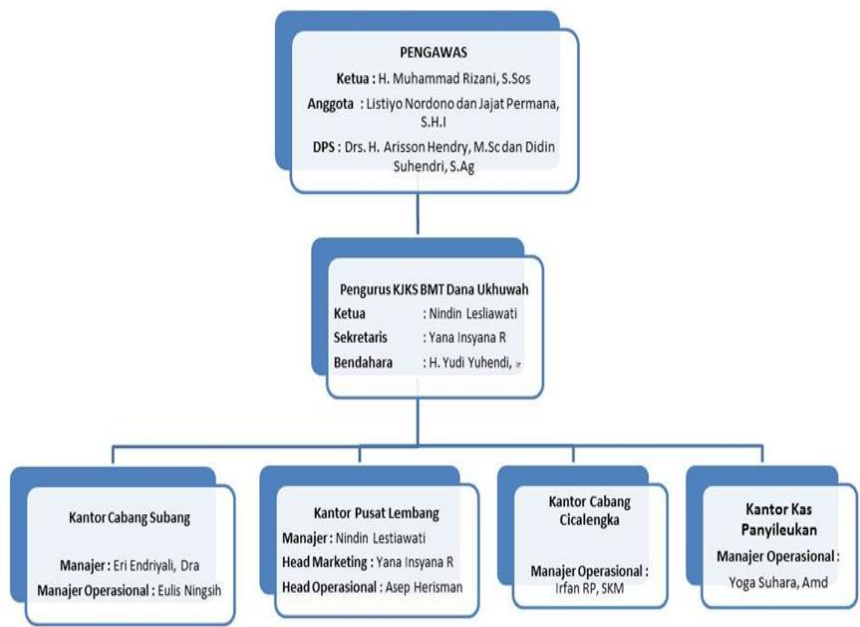 PENGAWAS
Ketua : H. Muhammad Rizani, S.Sos
Anggota : Listiyo Nordono dan Jajat Permana,
S.H.I
DPS : Drs. H. Arisson Hendry, M.Sc dan Didin
Suhendri, S.Ag
Pengurus KJKS BMT Dana Ukhuwah
Ketua : Nindin Lesliawati
Sekretaris : Yana Insyana R
Bendahara : H. Yudi Yuhendi,
Kantor Cabang Subang
Manajer : Eri Endriyali, Dra
Manajer Operasional : Eulis Ningsih
Kantor Pusat Lembang
Manajer : Nindin Lestiawati
Head Marketing : Yana Insyana R
Head Operasional : Asep Herisman
Kantor Cabang
Cicalengka
Manajer Operasional :
Irfan RP, SKM
Kantor Kas
Panyileukan
Manajer Operasional :
Yoga Suhara, Amd